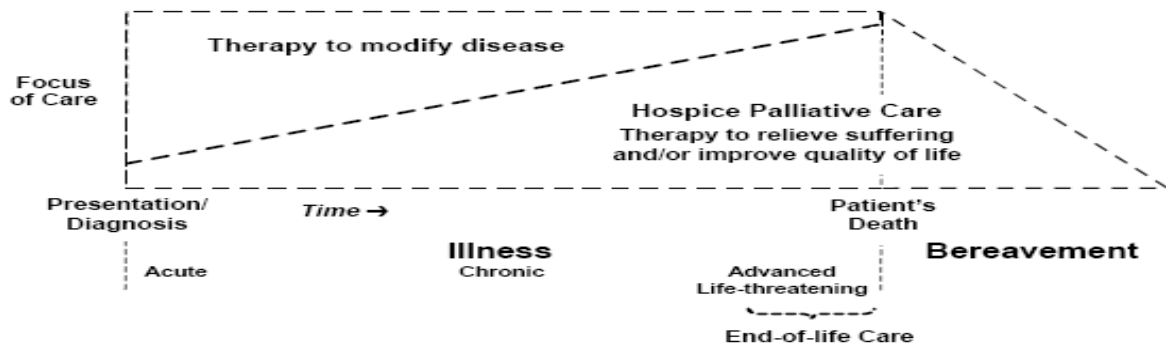 Therapy to modify disease
Focus
of Care
Hospice Palliative Care
Therapy to relieve suffering
and/or improve quality of life
Presentation/
Diagnosis
Time →
Patient's
Death
Illness
Bereavement
Acute
Chronic
Advanced
Life-threatening
End-of-life Care